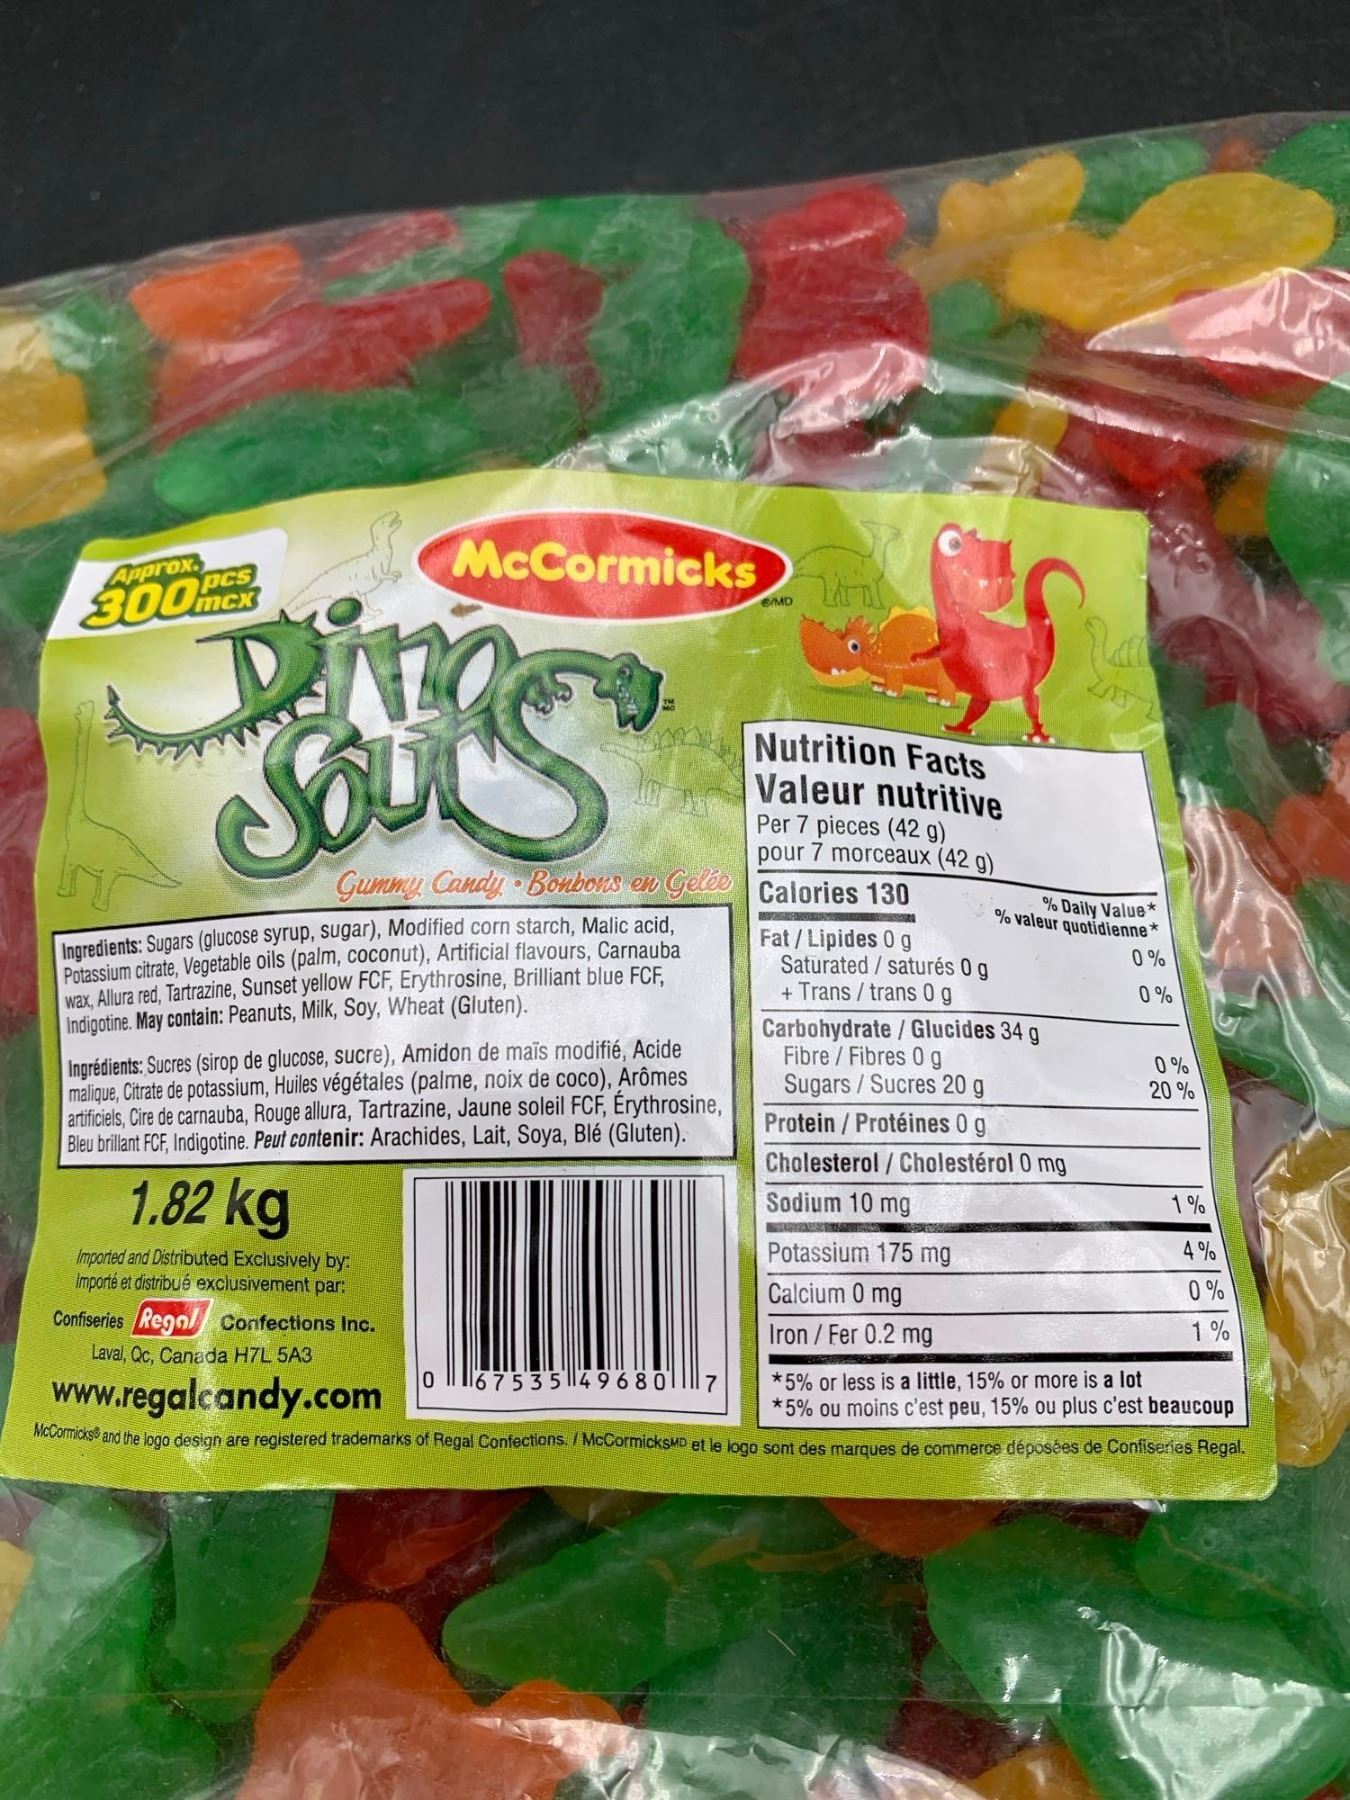 Approx.
300 pcs
mcx
McCormicks
®/MD
Dino
Sours
TM
MC
Gummy Candy • Bonbons en Gelée
Ingredients: Sugars (glucose syrup, sugar), Modified corn starch, Malic acid,
Potassium citrate, Vegetable oils (palm, coconut), Artificial flavours, Carnauba
wax, Allura red, Tartrazine, Sunset yellow FCF, Erythrosine, Brilliant blue FCF,
Indigotine. May contain: Peanuts, Milk, Soy, Wheat (Gluten).
Ingrédients: Sucres (sirop de glucose, sucre), Amidon de maïs modifié, Acide
malique, Citrate de potassium, Huiles végétales (palme, noix de coco), Arômes
artificiels, Cire de carnauba, Rouge allura, Tartrazine, Jaune soleil FCF, Érythrosine,
Bleu brillant FCF, Indigotine. Peut contenir: Arachides, Lait, Soya, Blé (Gluten).
1.82 kg
Imported and Distributed Exclusively by:
Importé et distribué exclusivement par:
Confiseries Regal Confections Inc.
Laval, Qc, Canada H7L 5A3
www.regalcandy.com
0 67535 49680 7
Nutrition Facts
Valeur nutritive
Per 7 pieces (42 g)
pour 7 morceaux (42 g)
Calories 130
% Daily Value*
% valeur quotidienne*
Fat / Lipides 0 g 0 %
Saturated / saturés 0 g
+ Trans / trans 0 g 0 %
Carbohydrate / Glucides 34 g
Fibre / Fibres 0 g 0 %
Sugars / Sucres 20 g 20 %
Protein / Protéines 0 g
Cholesterol / Cholestérol 0 mg
Sodium 10 mg 1 %
Potassium 175 mg 4 %
Calcium 0 mg 0 %
Iron / Fer 0.2 mg 1 %
*5% or less is a little, 15% or more is a lot
*5% ou moins c'est peu, 15% ou plus c'est beaucoup
McCormicks® and the logo design are registered trademarks of Regal Confections. / McCormicksMD et le logo sont des marques de commerce déposées de Confiseries Regal.